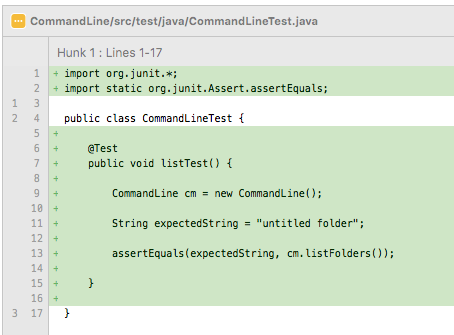 CommandLine/src/test/java/CommandLineTest.java
Hunk 1 : Lines 1-17
1 + import org.junit.*;
2 + import static org.junit.Assert.assertEquals;
1 3
2 4 public class CommandLineTest {
5 +
6 + @Test
7 + public void listTest() {
8 +
9 + CommandLine cm = new CommandLine();
10 +
11 + String expectedString = "untitled folder";
12 +
13 + assertEquals(expectedString, cm.listFolders());
14 +
15 + }
16 +
3 17 }